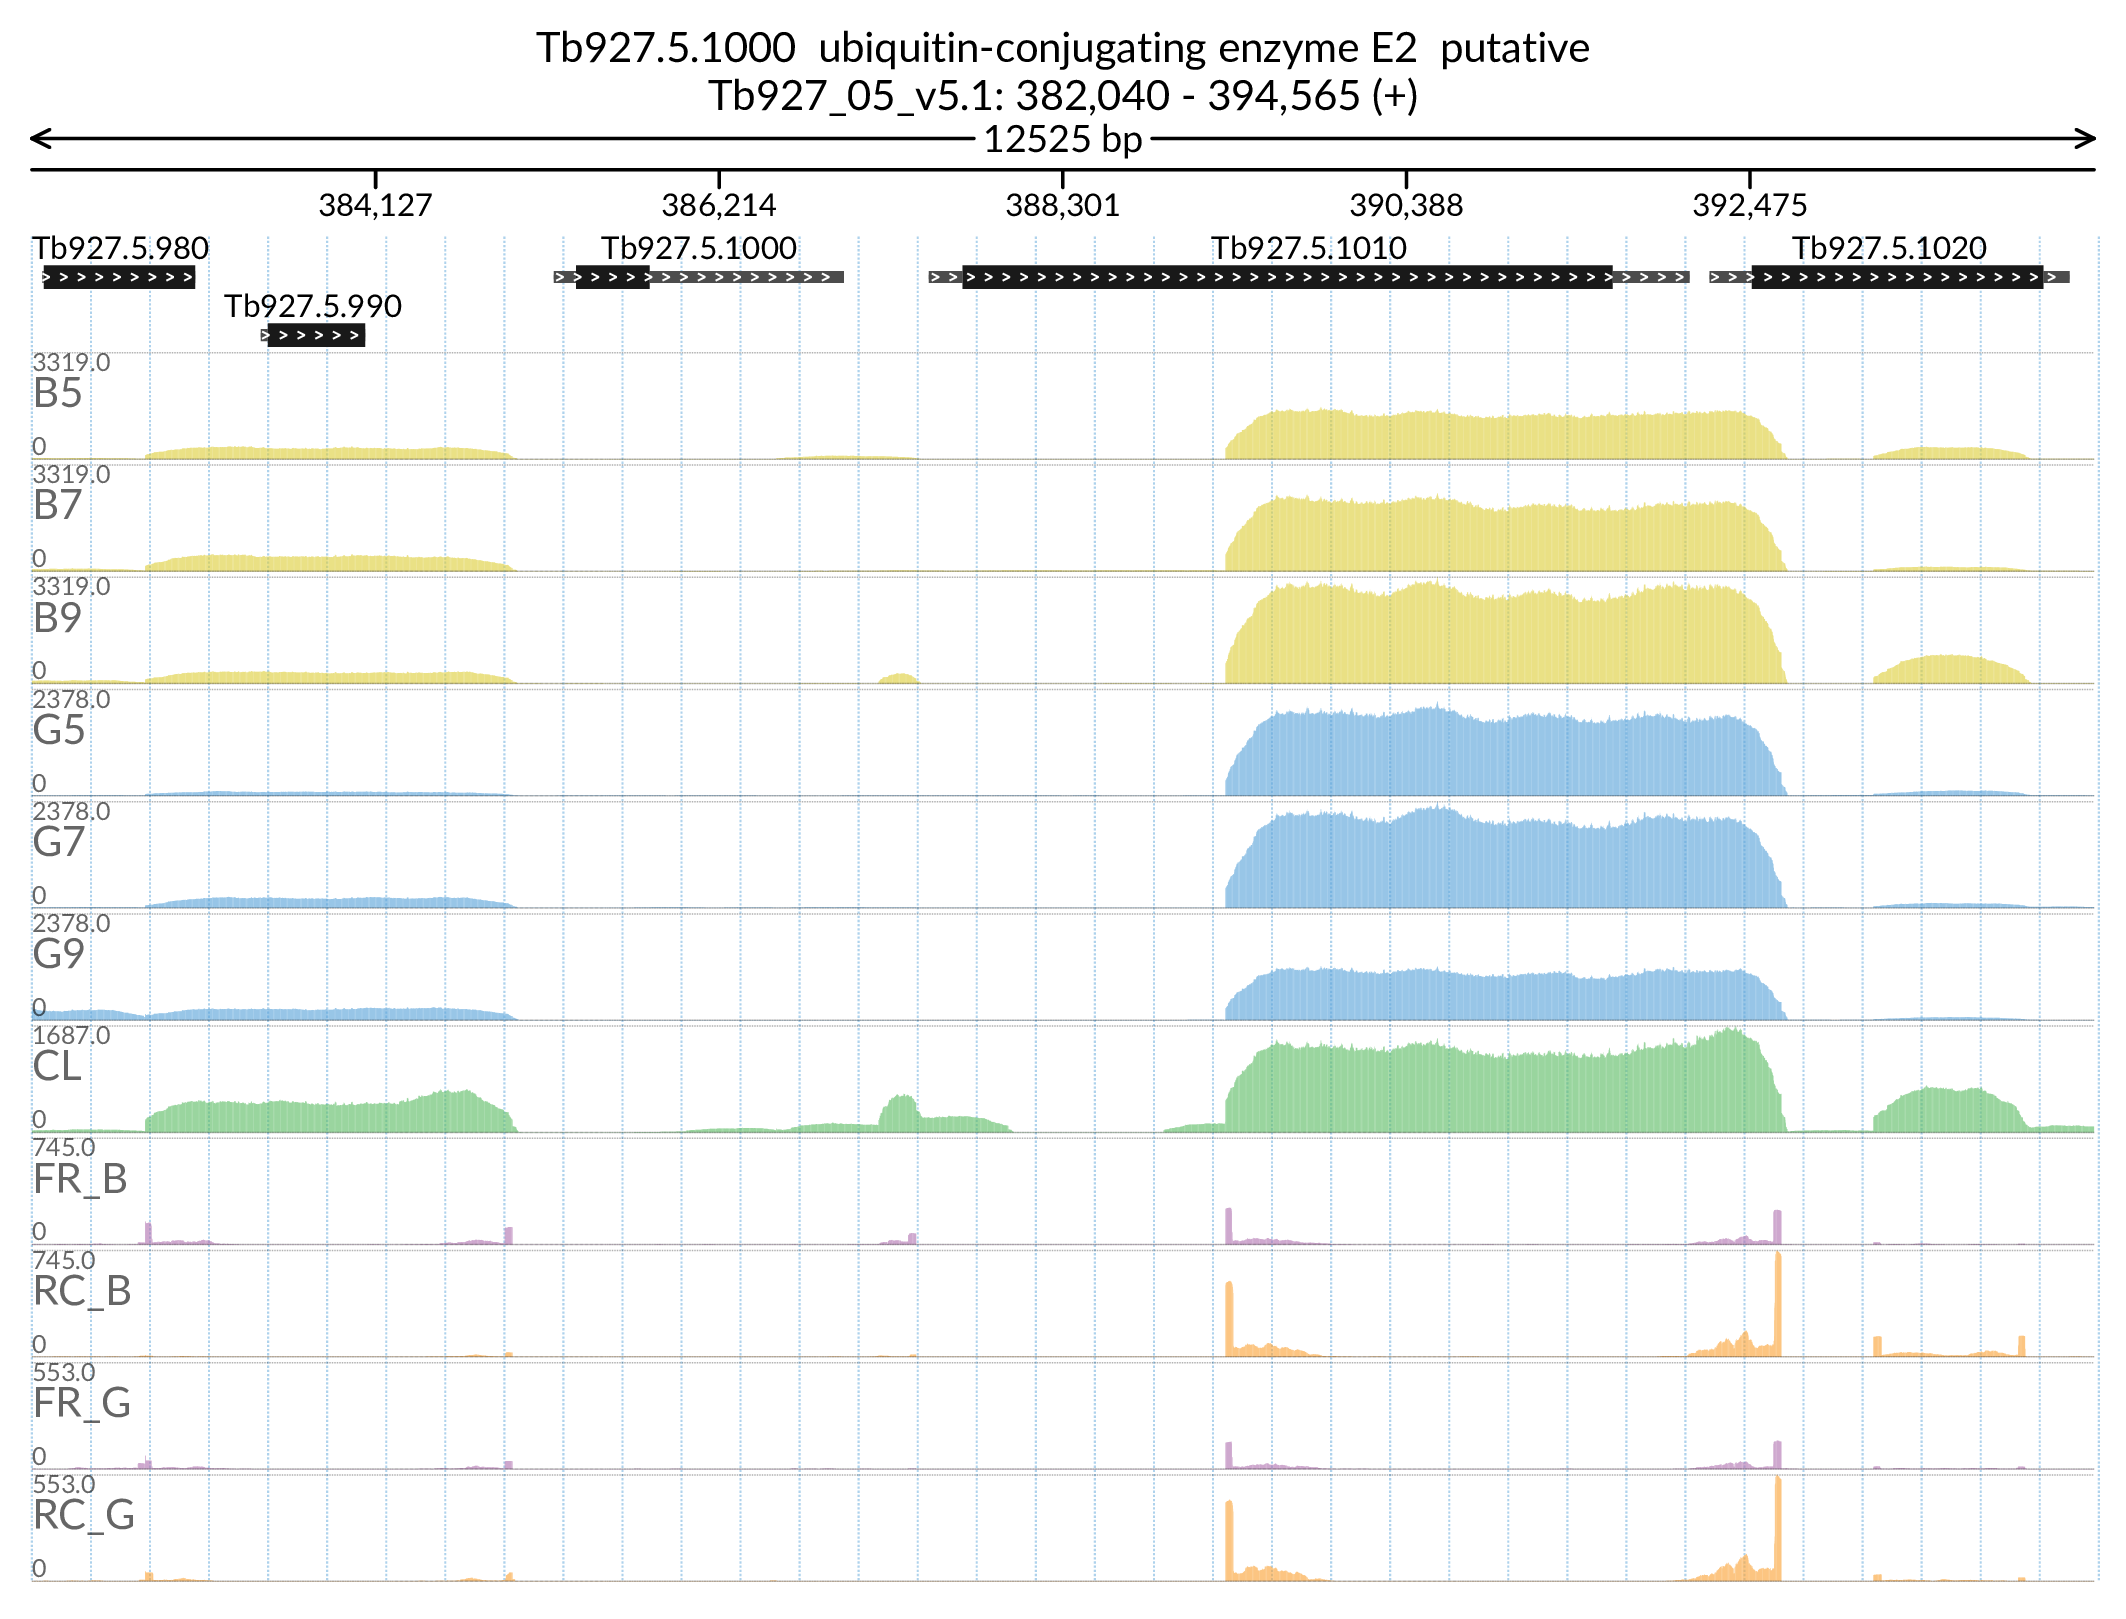 Tb927.5.1000  ubiquitin-conjugating enzyme E2  putative
Tb927_05_v5.1: 382,040 - 394,565 (+)
12525 bp
384,127 386,214 388,301 390,388 392,475
Tb927.5.980 Tb927.5.1000 Tb927.5.1010 Tb927.5.1020
Tb927.5.990
3319.0
B5
0
3319.0
B7
0
3319.0
B9
0
2378.0
G5
0
2378.0
G7
0
2378.0
G9
0
1687.0
CL
0
745.0
FR_B
0
745.0
RC_B
0
553.0
FR_G
0
553.0
RC_G
0